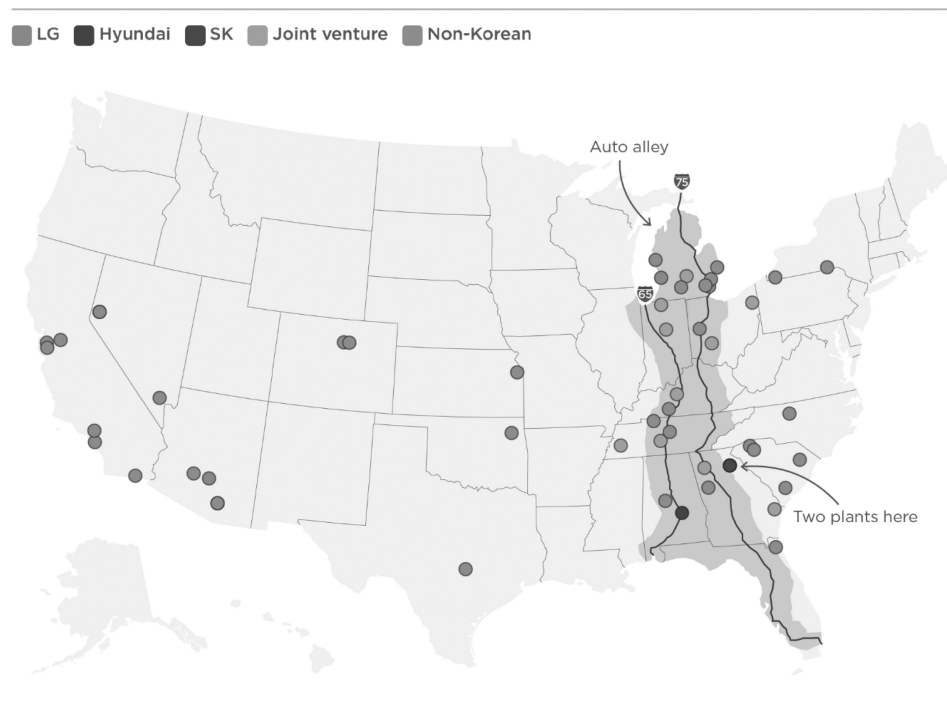 LG Hyundai SK Joint venture Non-Korean
Auto alley
75
65
Two plants here